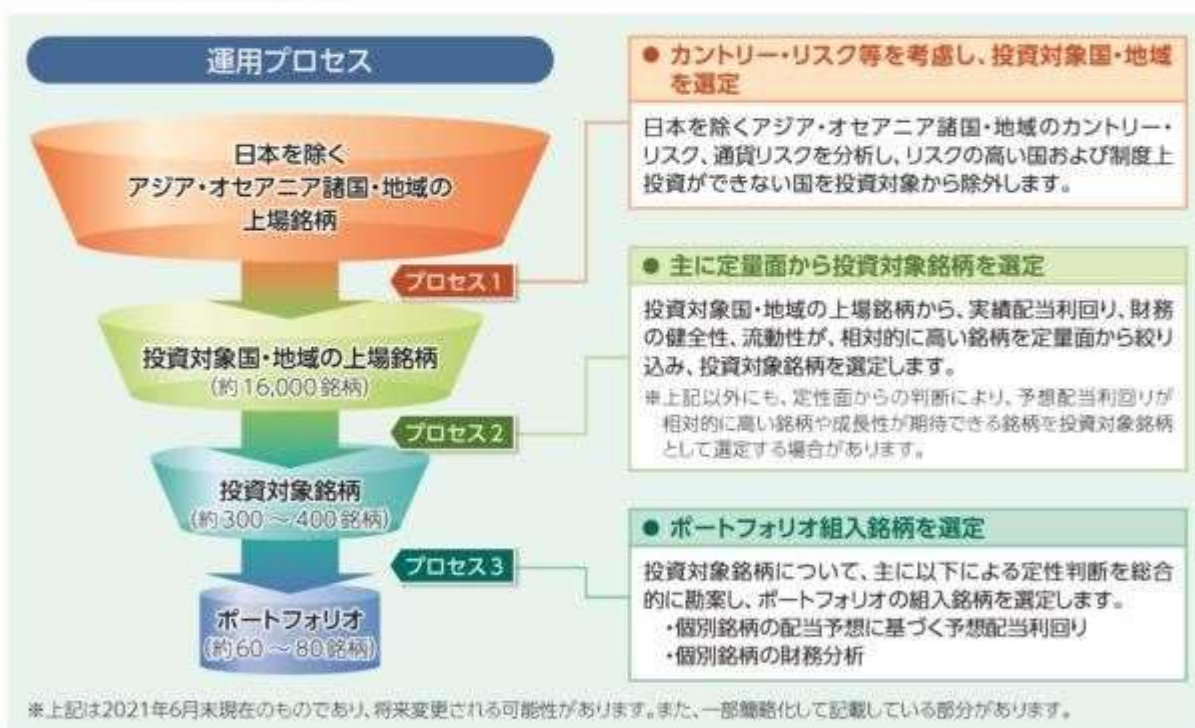 運用プロセス
日本を除く
アジア・オセアニア諸国・地域の
上場銘柄
プロセス1
投資対象国・地域の上場銘柄
(約16,000銘柄)
プロセス2
投資対象銘柄
(約300～400銘柄)
プロセス3
ポートフォリオ
(約60～80銘柄)
● カントリー・リスク等を考慮し、投資対象国・地域
を選定
日本を除くアジア・オセアニア諸国・地域のカントリー・
リスク、通貨リスクを分析し、リスクの高い国および制度上
投資ができない国を投資対象から除外します。
● 主に定量面から投資対象銘柄を選定
投資対象国・地域の上場銘柄から、実績配当利回り、財務
の健全性、流動性が、相対的に高い銘柄を定量面から絞り
込み、投資対象銘柄を選定します。
※上記以外にも、定性面からの判断により、予想配当利回りが
相対的に高い銘柄や成長性が期待できる銘柄を投資対象銘柄
として選定する場合があります。
● ポートフォリオ組入銘柄を選定
投資対象銘柄について、主に以下による定性判断を総合
的に勘案し、ポートフォリオの組入銘柄を選定します。
・個別銘柄の配当予想に基づく予想配当利回り
・個別銘柄の財務分析
※上記は2021年6月末現在のものであり、将来変更される可能性があります。また、一部簡略化して記載している部分があります。